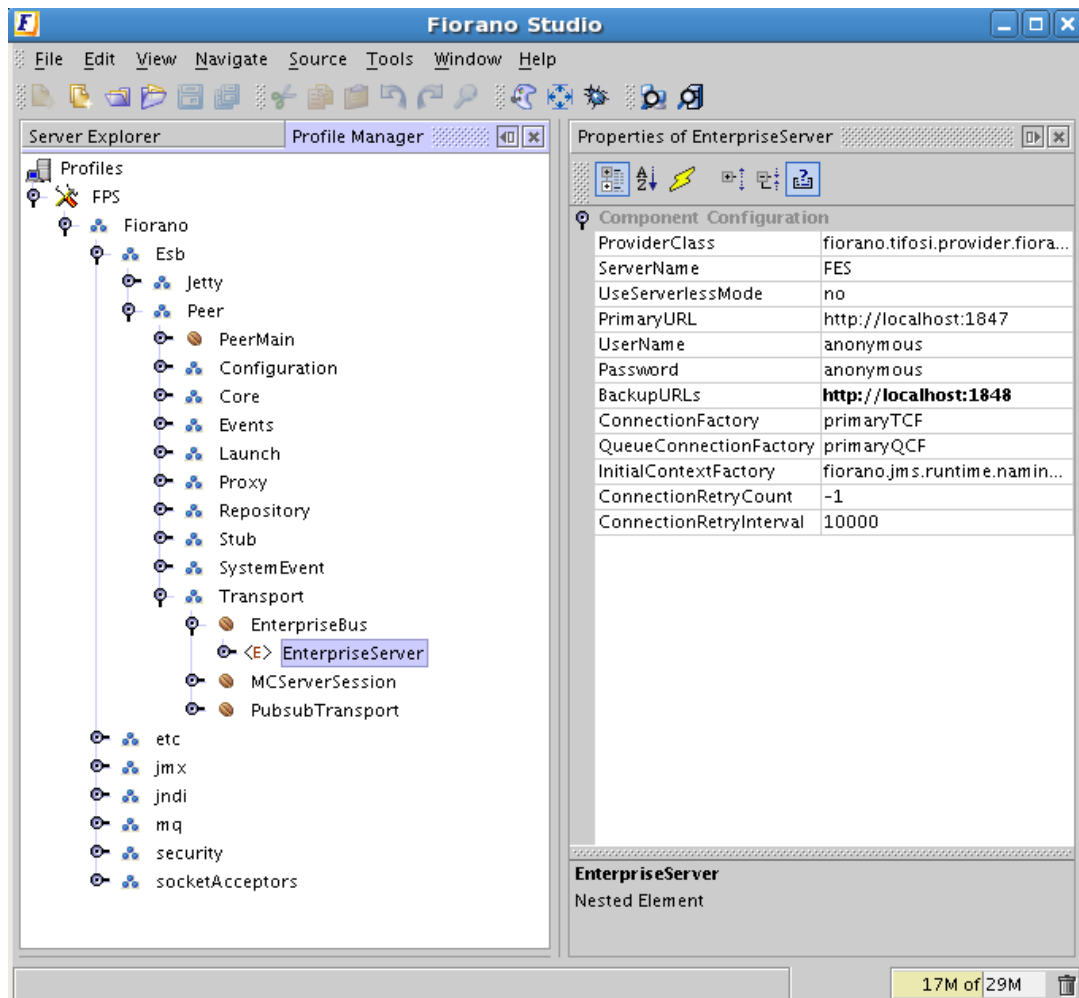 Fiorano Studio
File Edit View Navigate Source Tools Window Help
Server Explorer
Profile Manager
Profiles
FPS
Fiorano
Esb
Jetty
Peer
PeerMain
Configuration
Core
Events
Launch
Proxy
Repository
Stub
SystemEvent
Transport
EnterpriseBus
<E> EnterpriseServer
MCServerSession
PubsubTransport
etc
jmx
jndi
mq
security
socketAcceptors
Properties of EnterpriseServer
Component Configuration
ProviderClass fiorano.tifosi.provider.fiora...
ServerName FES
UseServerlessMode no
PrimaryURL http://localhost:1847
UserName anonymous
Password anonymous
BackupURLs http://localhost:1848
ConnectionFactory primaryTCF
QueueConnectionFactory primaryQCF
InitialContextFactory fiorano.jms.runtime.namin...
ConnectionRetryCount -1
ConnectionRetryInterval 10000
EnterpriseServer
Nested Element
17M of 29M